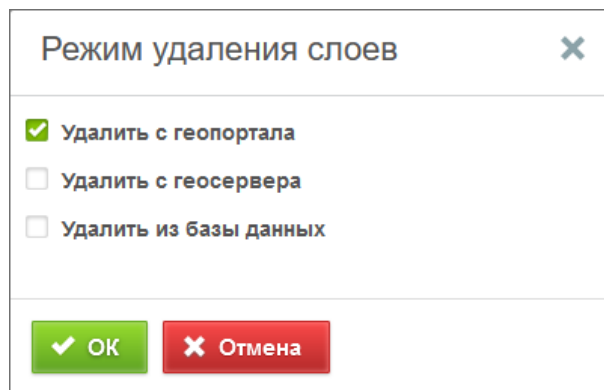 Режим удаления слоев
Удалить с геопортала
Удалить с геосервера
Удалить из базы данных
ОК
Отмена